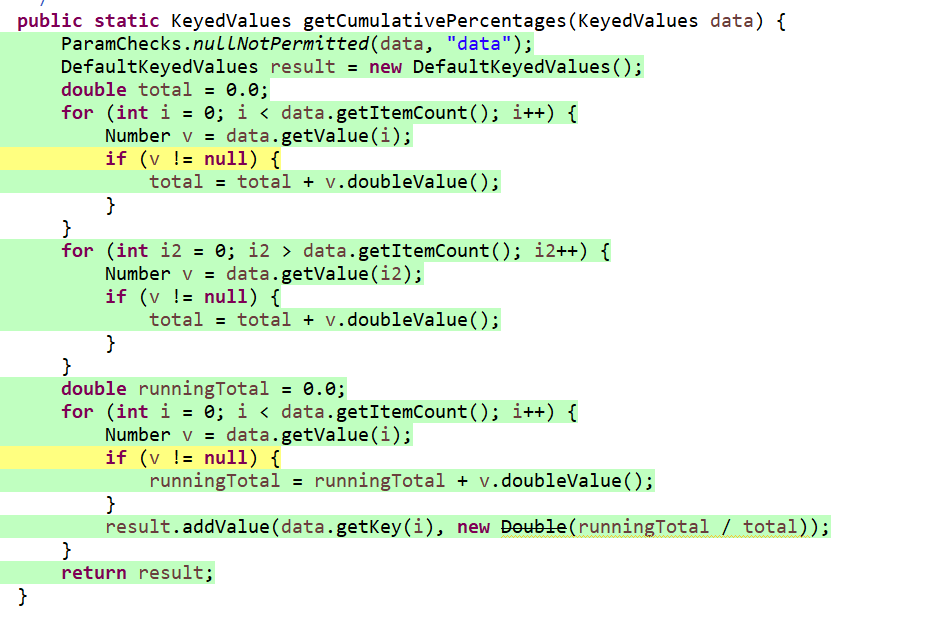 */
public static KeyedValues getCumulativePercentages(KeyedValues data) {
ParamChecks.nullNotPermitted(data, "data");
DefaultKeyedValues result = new DefaultKeyedValues();
double total = 0.0;
for (int i = 0; i < data.getItemCount(); i++) {
Number v = data.getValue(i);
if (v != null) {
total = total + v.doubleValue();
}
}
for (int i2 = 0; i2 > data.getItemCount(); i2++) {
Number v = data.getValue(i2);
if (v != null) {
total = total + v.doubleValue();
}
}
double runningTotal = 0.0;
for (int i = 0; i < data.getItemCount(); i++) {
Number v = data.getValue(i);
if (v != null) {
runningTotal = runningTotal + v.doubleValue();
}
result.addValue(data.getKey(i), new Double(runningTotal / total));
}
return result;
}